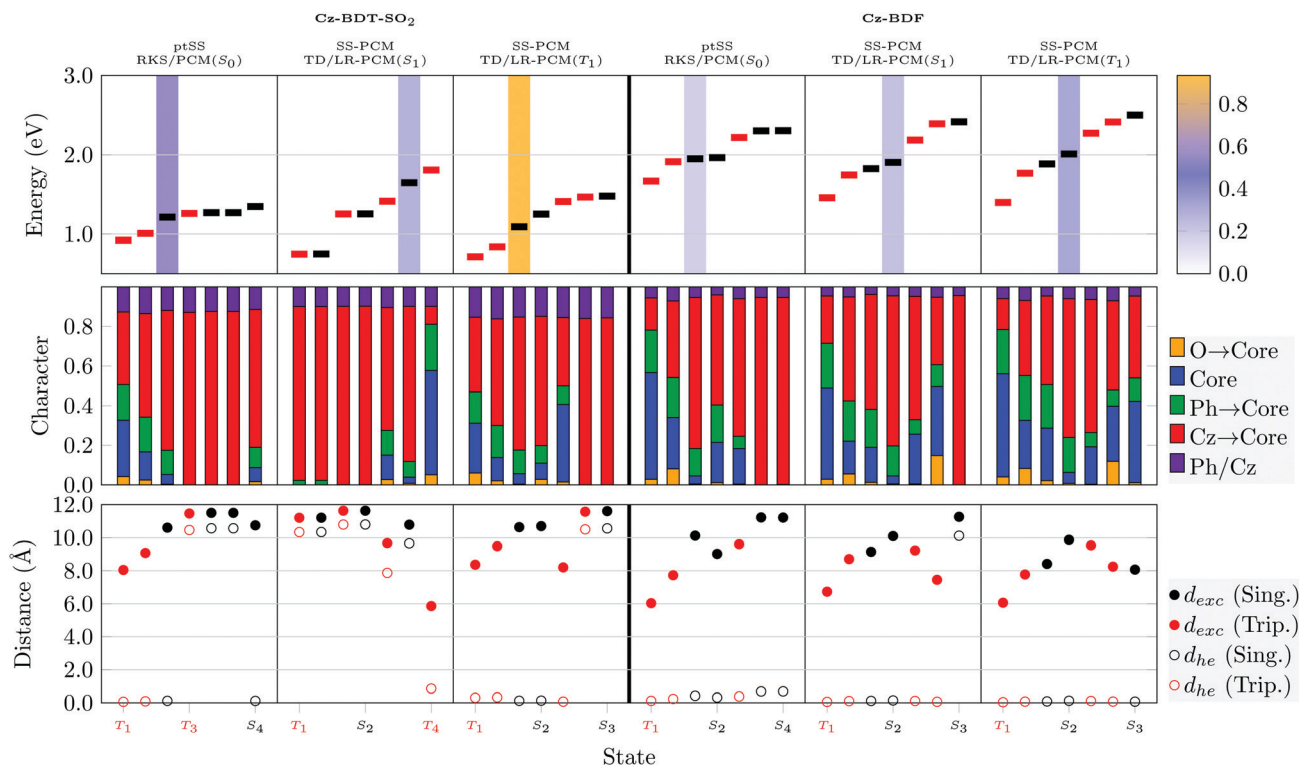 Cz-BDT-SO₂ Cz-BDF
ptSS SS-PCM SS-PCM ptSS SS-PCM SS-PCM
RKS/PCM(S₀) TD/LR-PCM(S₁) TD/LR-PCM(T₁) RKS/PCM(S₀) TD/LR-PCM(S₁) TD/LR-PCM(T₁)
3.0
2.0
1.0
Energy (eV)
0.8
0.6
0.4
0.2
0.0
0.8
0.6
0.4
0.2
0.0
Character
O→Core
Core
Ph→Core
Cz→Core
Ph/Cz
12.0
10.0
8.0
6.0
4.0
2.0
0.0
Distance (Å)
d_exc (Sing.)
d_exc (Trip.)
d_he (Sing.)
d_he (Trip.)
T₁ T₃ S₄ T₁ S₂ T₄ T₁ S₂ S₃ T₁ S₂ S₄ T₁ S₂ S₃ T₁ S₂ S₃
State